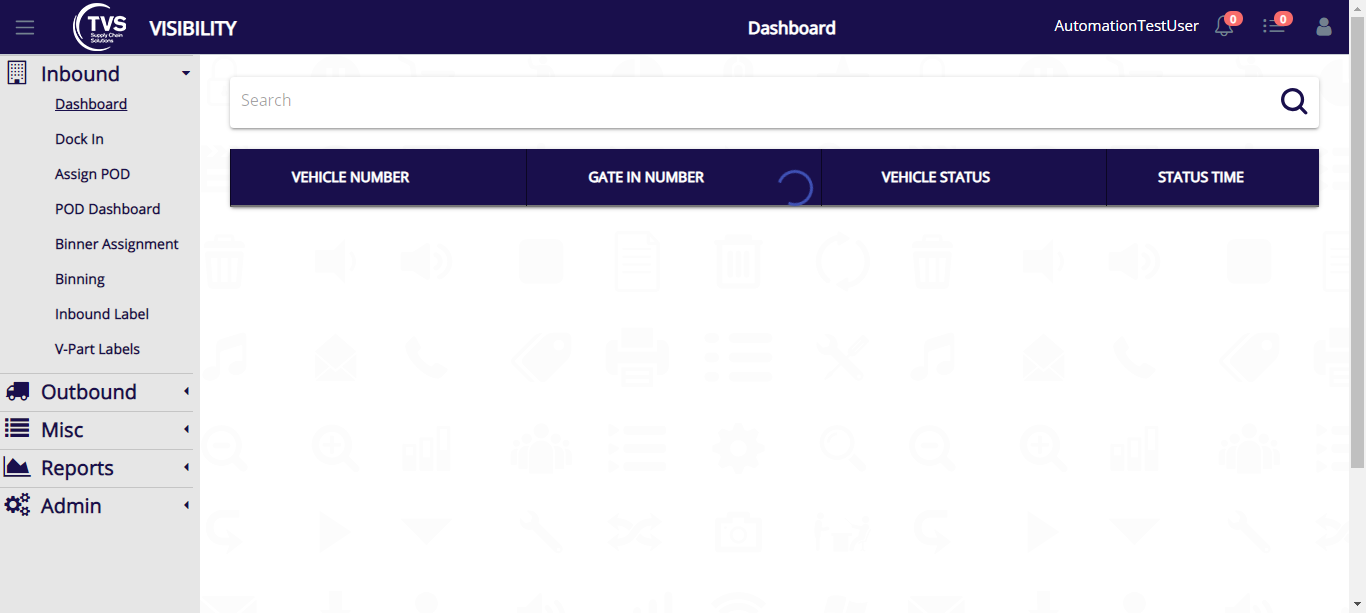 TVS
Supply Chain
Solutions
VISIBILITY
Dashboard
AutomationTestUser
0
0
Inbound
Dashboard
Dock In
Assign POD
POD Dashboard
Binner Assignment
Binning
Inbound Label
V-Part Labels
Outbound
Misc
Reports
Admin
Search
VEHICLE NUMBER GATE IN NUMBER VEHICLE STATUS STATUS TIME